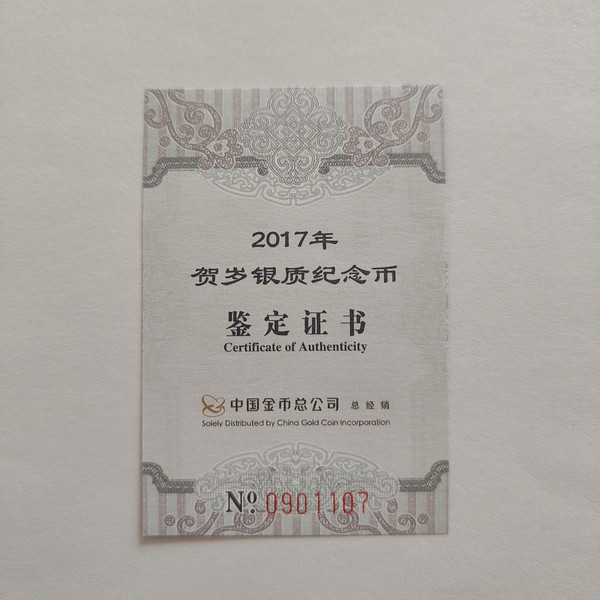 2017年
贺岁银质纪念币
鉴定证书
Certificate of Authenticity
中国金币总公司 总经销
Solely Distributed by China Gold Coin Incorporation
Nº. 0901107